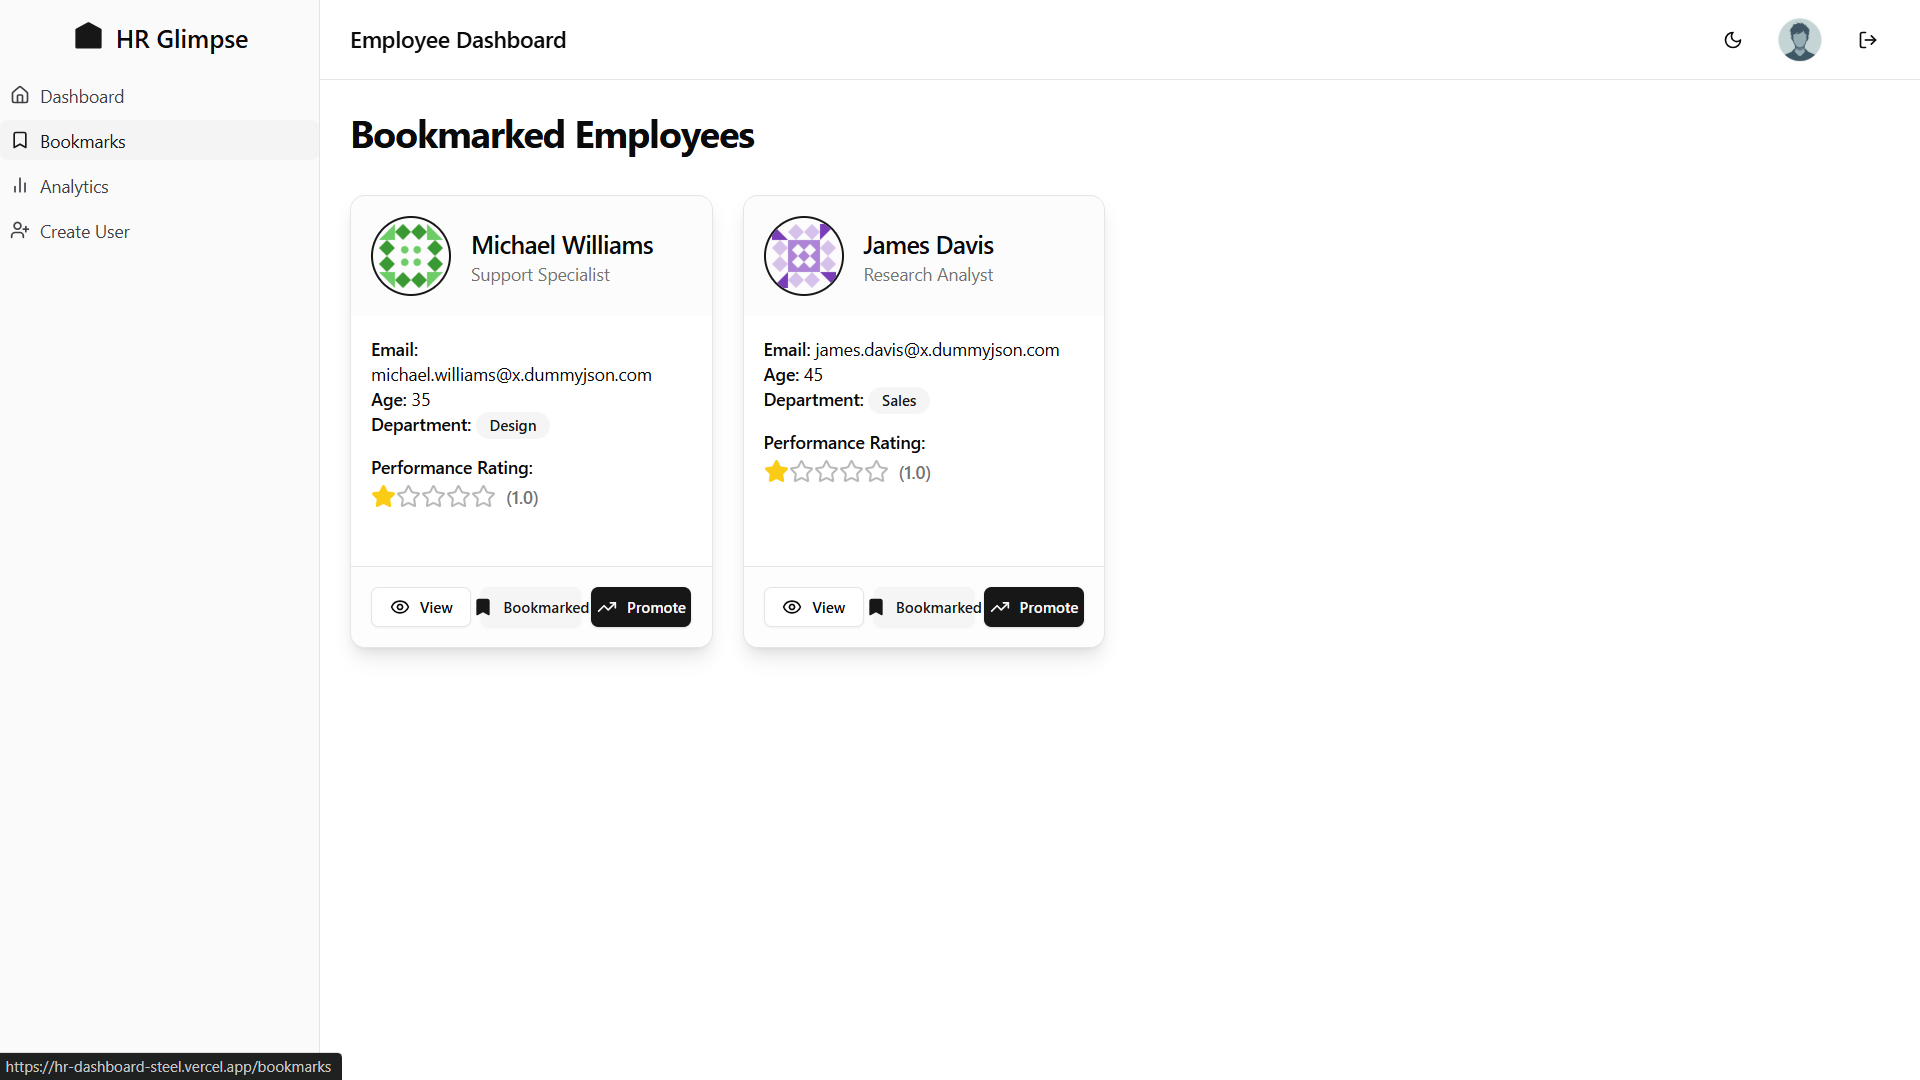 HR Glimpse
Dashboard
Bookmarks
Analytics
Create User
Employee Dashboard
Bookmarked Employees
Michael Williams
Support Specialist
Email:
michael.williams@x.dummyjson.com
Age: 35
Department: Design
Performance Rating:
(1.0)
View Bookmarked Promote
James Davis
Research Analyst
Email: james.davis@x.dummyjson.com
Age: 45
Department: Sales
Performance Rating:
(1.0)
View Bookmarked Promote
https://hr-dashboard-steel.vercel.app/bookmarks